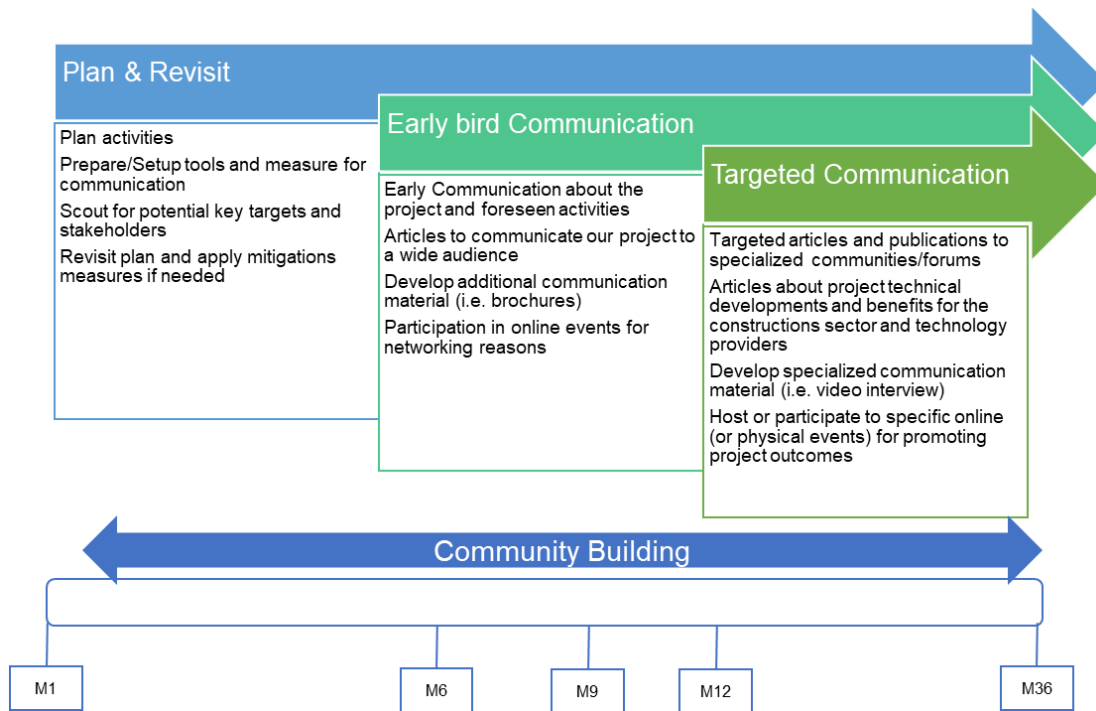 Plan & Revisit
Plan activities
Prepare/Setup tools and measure for
communication
Scout for potential key targets and
stakeholders
Revisit plan and apply mitigations
measures if needed
Early bird Communication
Early Communication about the
project and foreseen activities
Articles to communicate our project to
a wide audience
Develop additional communication
material (i.e. brochures)
Participation in online events for
networking reasons
Targeted Communication
Targeted articles and publications to
specialized communities/forums
Articles about project technical
developments and benefits for the
constructions sector and technology
providers
Develop specialized communication
material (i.e. video interview)
Host or participate to specific online
(or physical events) for promoting
project outcomes
Community Building
M1
M6
M9
M12
M36